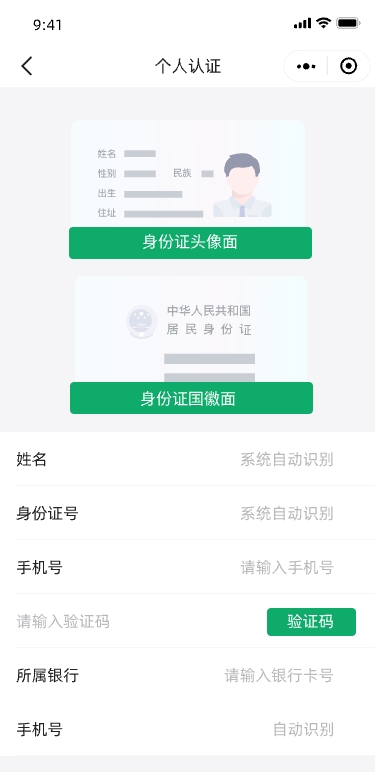 9:41
个人认证
姓名
性别 民族
出生
住址
身份证头像面
中华人民共和国
居民身份证
身份证国徽面
姓名 系统自动识别
身份证号 系统自动识别
手机号 请输入手机号
请输入验证码 验证码
所属银行 请输入银行卡号
手机号 自动识别